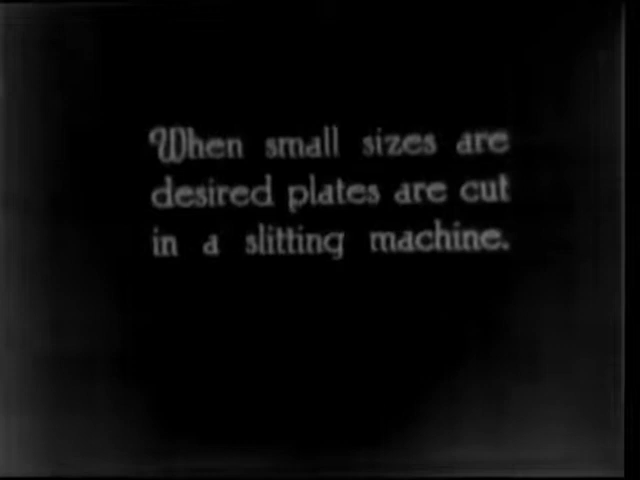 When small sizes are
desired plates are cut
in a slitting machine.